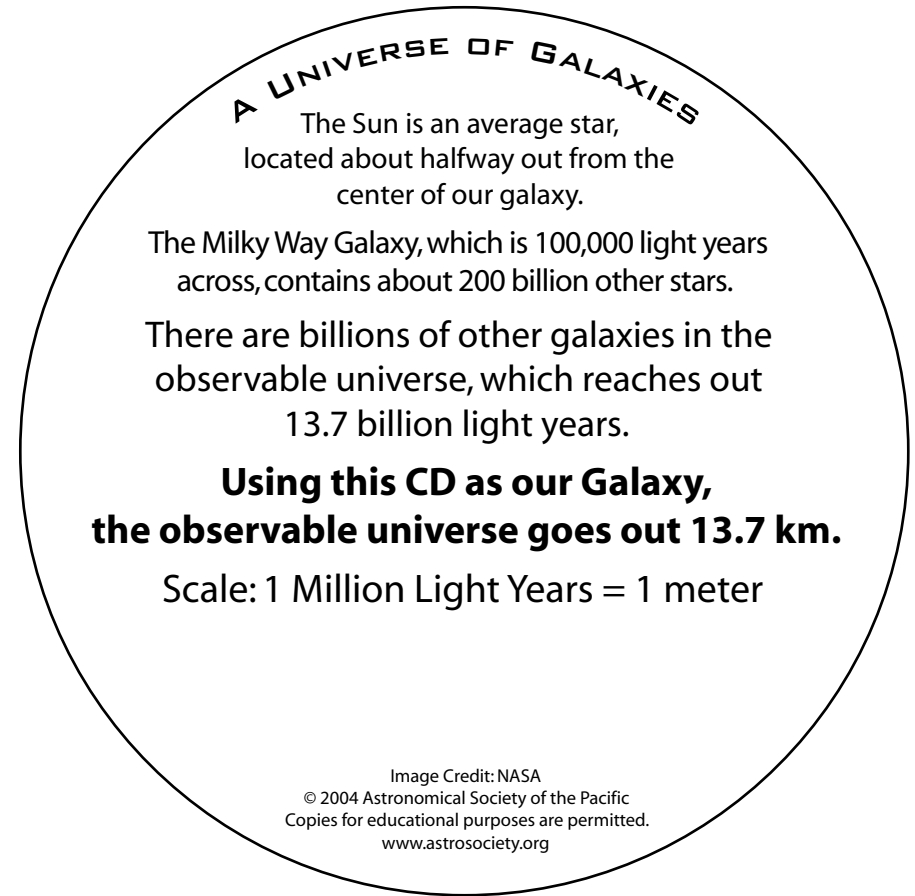 A Universe of Galaxies
The Sun is an average star,
located about halfway out from the
center of our galaxy.
The Milky Way Galaxy, which is 100,000 light years
across, contains about 200 billion other stars.
There are billions of other galaxies in the
observable universe, which reaches out
13.7 billion light years.
Using this CD as our Galaxy,
the observable universe goes out 13.7 km.
Scale: 1 Million Light Years = 1 meter
Image Credit: NASA
© 2004 Astronomical Society of the Pacific
Copies for educational purposes are permitted.
www.astrosociety.org